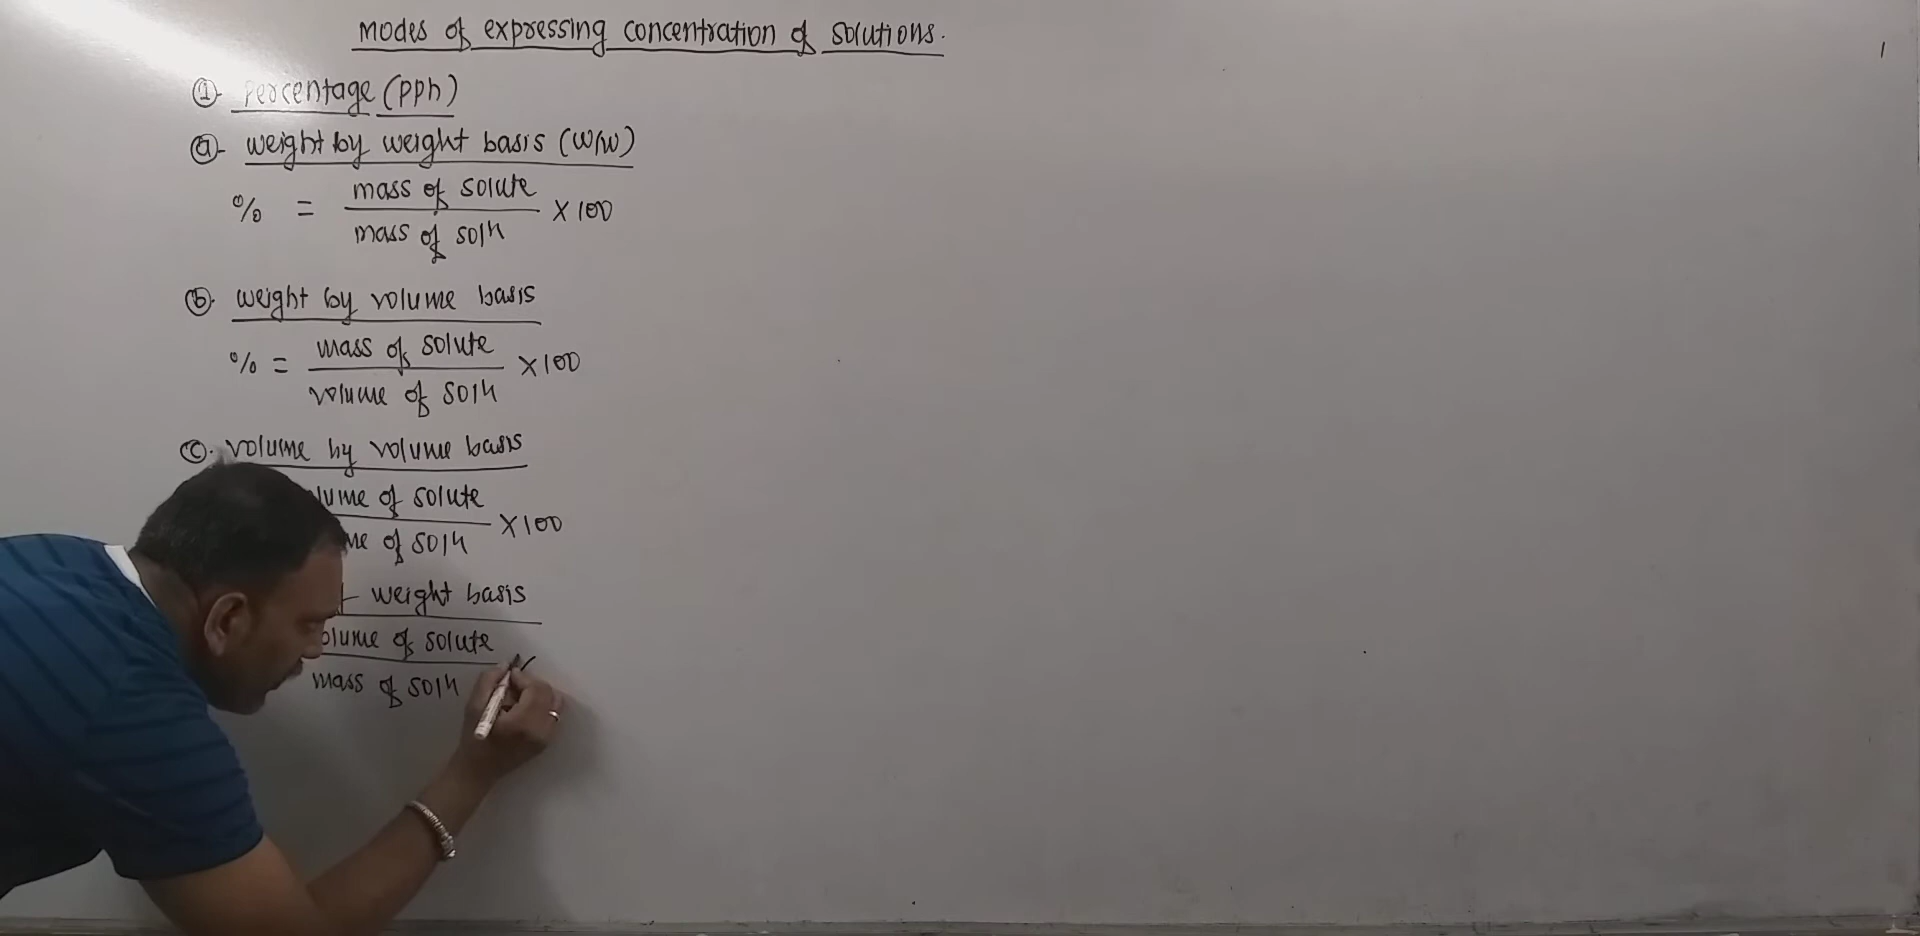 Modes of expressing concentration of solutions.
1
① Percentage (PPh)
ⓐ weight by weight basis (w/w)
% = mass of solute / mass of soln × 100
ⓑ. weight by volume basis
% = mass of solute / volume of soln × 100
ⓒ. volume by volume basis
lume of solute / me of soln × 100
weight basis
olume of solute / mass of soln